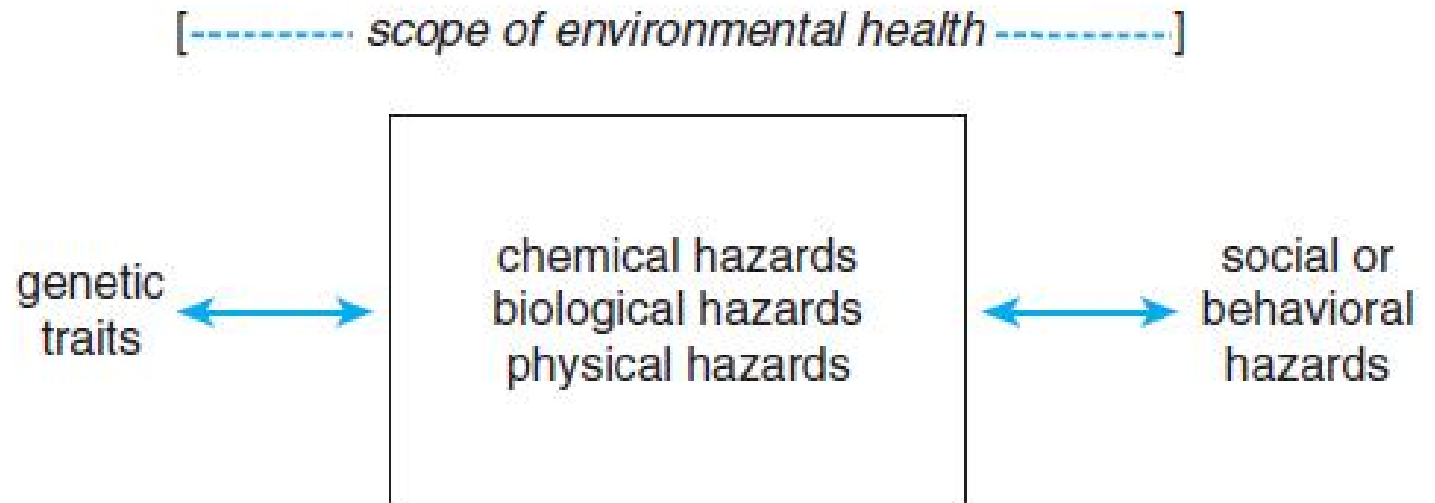 [---------- scope of environmental health ----------]
genetic
traits
chemical hazards
biological hazards
physical hazards
social or
behavioral
hazards